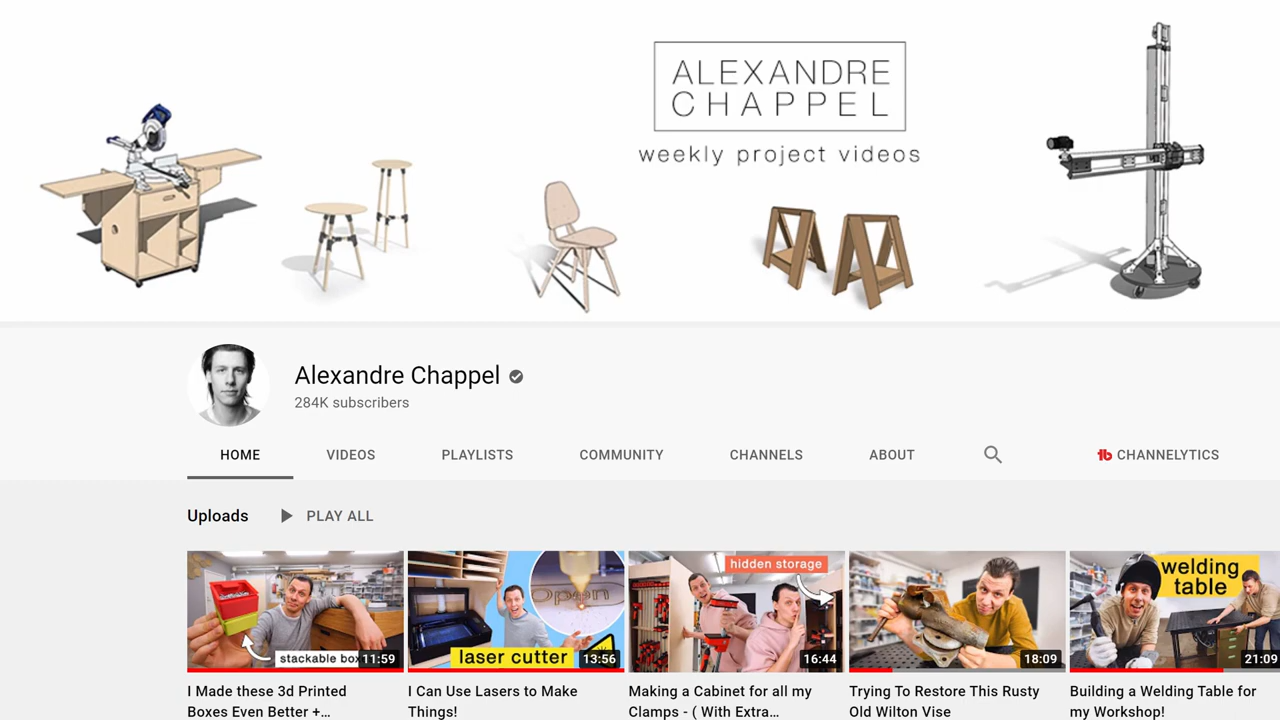 ALEXANDRE
CHAPPEL
weekly project videos
Alexandre Chappel
284K subscribers
HOME VIDEOS PLAYLISTS COMMUNITY CHANNELS ABOUT CHANNELYTICS
Uploads PLAY ALL
stackable box 11:59
Open
laser cutter 13:56
hidden storage
16:44
18:09
welding
table
21:09
I Made these 3d Printed
Boxes Even Better +...
I Can Use Lasers to Make
Things!
Making a Cabinet for all my
Clamps - ( With Extra...
Trying To Restore This Rusty
Old Wilton Vise
Building a Welding Table for
my Workshop!